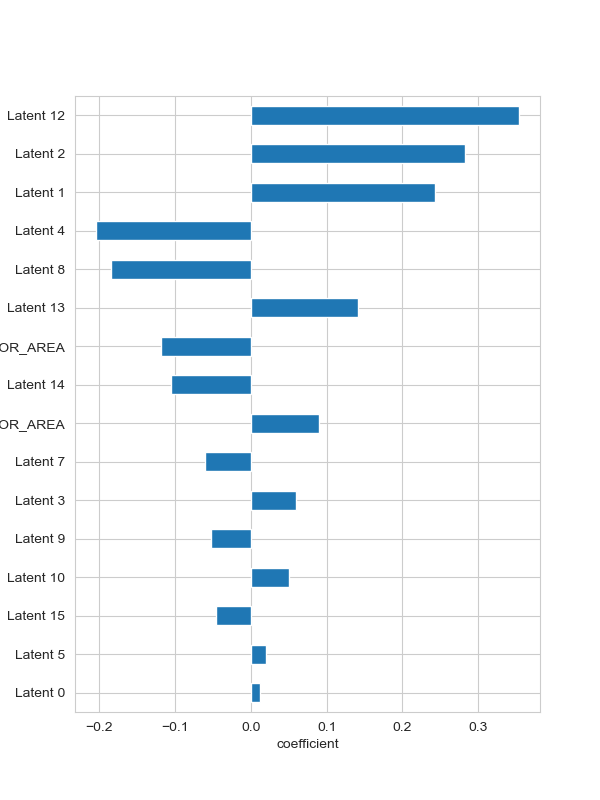 Latent 12
Latent 2
Latent 1
Latent 4
Latent 8
Latent 13
OR_AREA
Latent 14
OR_AREA
Latent 7
Latent 3
Latent 9
Latent 10
Latent 15
Latent 5
Latent 0
−0.2 −0.1 0.0 0.1 0.2 0.3
coefficient